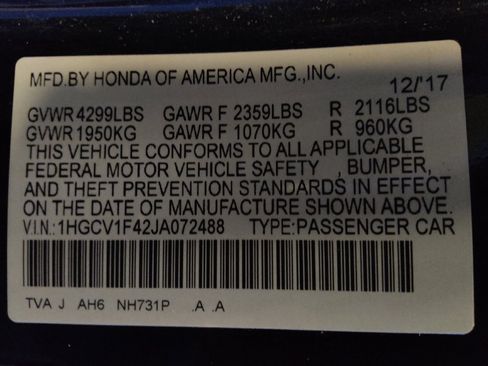 MFD.BY HONDA OF AMERICA MFG.,INC. 12/'17
GVWR 4299LBS GAWR F 2359LBS R 2116LBS
GVWR 1950KG GAWR F 1070KG R 960KG
THIS VEHICLE CONFORMS TO ALL APPLICABLE
FEDERAL MOTOR VEHICLE SAFETY , BUMPER,
AND THEFT PREVENTION STANDARDS IN EFFECT
ON THE DATE OF MANUFACTURE SHOWN ABOVE.
V.I.N.:1HGCV1F42JA072488 TYPE:PASSENGER CAR
TVA J AH6 NH731P .A .A